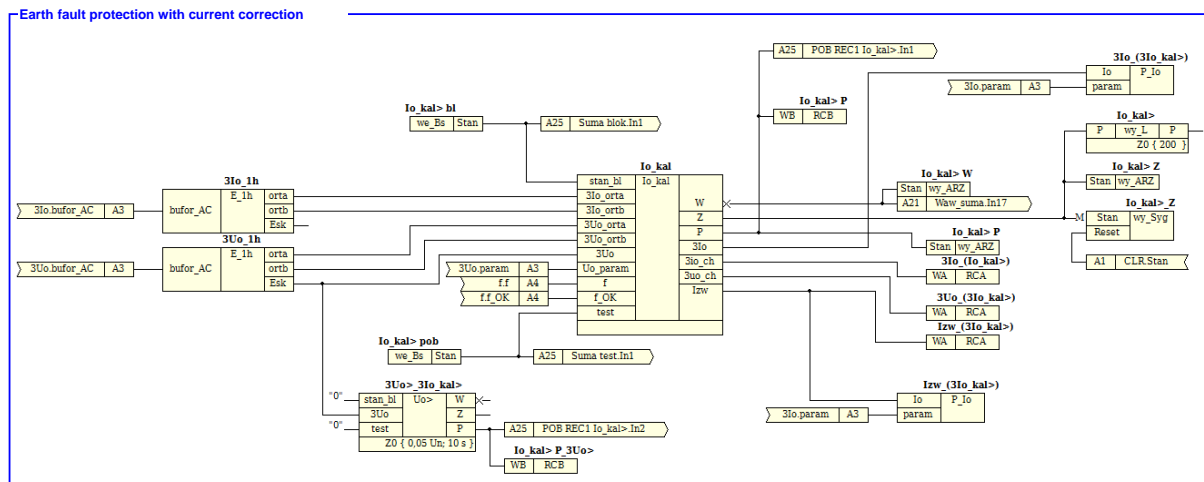 Earth fault protection with current correction
A25 POB REC1 Io_kal>.In1
3Io_(3Io_kal>)
Io P_Io
3Io.param A3 param
Io_kal> bl
we_Bs Stan
A25 Suma blok.In1
Io_kal> P
WB RCB
Io_kal>
P wy_L P
Z0 { 200 }
Io_kal
stan_bl Io_kal
3Io_orta
3Io_ortb
3Uo_orta
3Uo_ortb
3Uo
Uo_param
f
f_OK
test
W
Z
P
3Io
3io_ch
3uo_ch
Izw
Io_kal> Z
Stan wy_ARZ
Io_kal> W
Stan wy_ARZ
A21 Waw_suma.In17
3Io_1h
3Io.bufor_AC A3
bufor_AC E_1h orta
ortb
Esk
Io_kal>_Z
M Stan wy_Syg
Reset
A1 CLR.Stan
3Uo_1h
3Uo.bufor_AC A3
bufor_AC E_1h orta
ortb
Esk
Io_kal> P
Stan wy_ARZ
3Uo.param A3
f.f A4
f.f_OK A4
3Io_(Io_kal>)
WA RCA
3Uo_(3Io_kal>)
WA RCA
Izw_(3Io_kal>)
WA RCA
Io_kal> pob
we_Bs Stan
A25 Suma test.In1
3Uo>_3Io_kal>
"0" stan_bl Uo> W
3Uo Z
"0" test P
Z0 { 0,05 Un; 10 s }
A25 POB REC1 Io_kal>.In2
Io_kal> P_3Uo>
WB RCB
Izw_(3Io_kal>)
Io P_Io
3Io.param A3 param